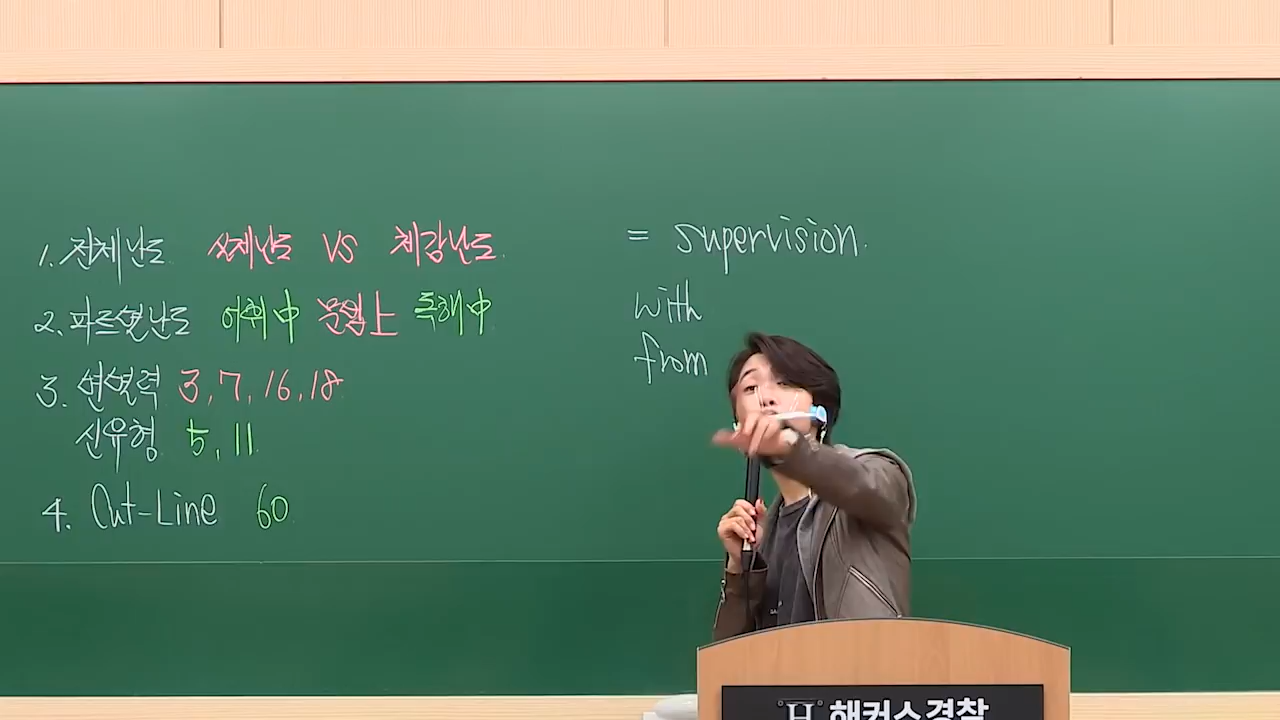 1. 전체난도 실제난도 VS 체감난도
2. 파트별난도 어휘中 문법上 독해中
3. 변별력 3, 7, 16, 18
신유형 5, 11
4. Cut-Line 60
= supervision
with
from
H 해커스경찰